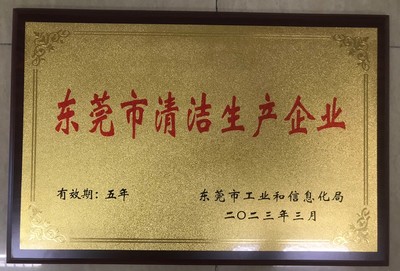 东莞市清洁生产企业
有效期：五年
东莞市工业和信息化局
二〇二三年三月